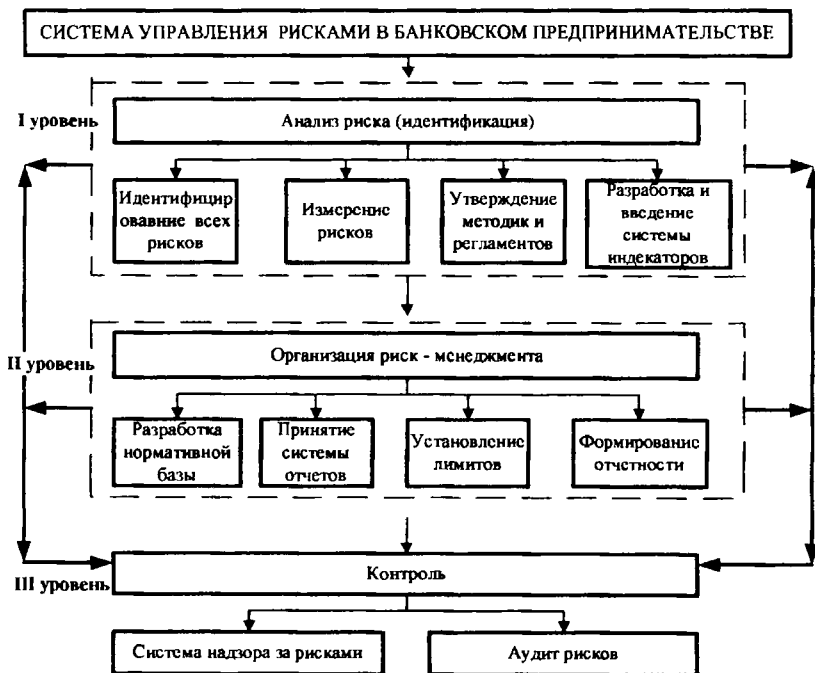 СИСТЕМА УПРАВЛЕНИЯ РИСКАМИ В БАНКОВСКОМ ПРЕДПРИНИМАТЕЛЬСТВЕ
I уровень
Анализ риска (идентификация)
Идентифицир
овавние всех
рисков
Измерение
рисков
Утверждение
методик и
регламентов
Разработка и
введение
системы
индекаторов
II уровень
Организация риск - менеджмента
Разработка
нормативной
базы
Принятие
системы
отчетов
Установление
лимитов
Формирование
отчетности
III уровень
Контроль
Система надзора за рисками
Аудит рисков